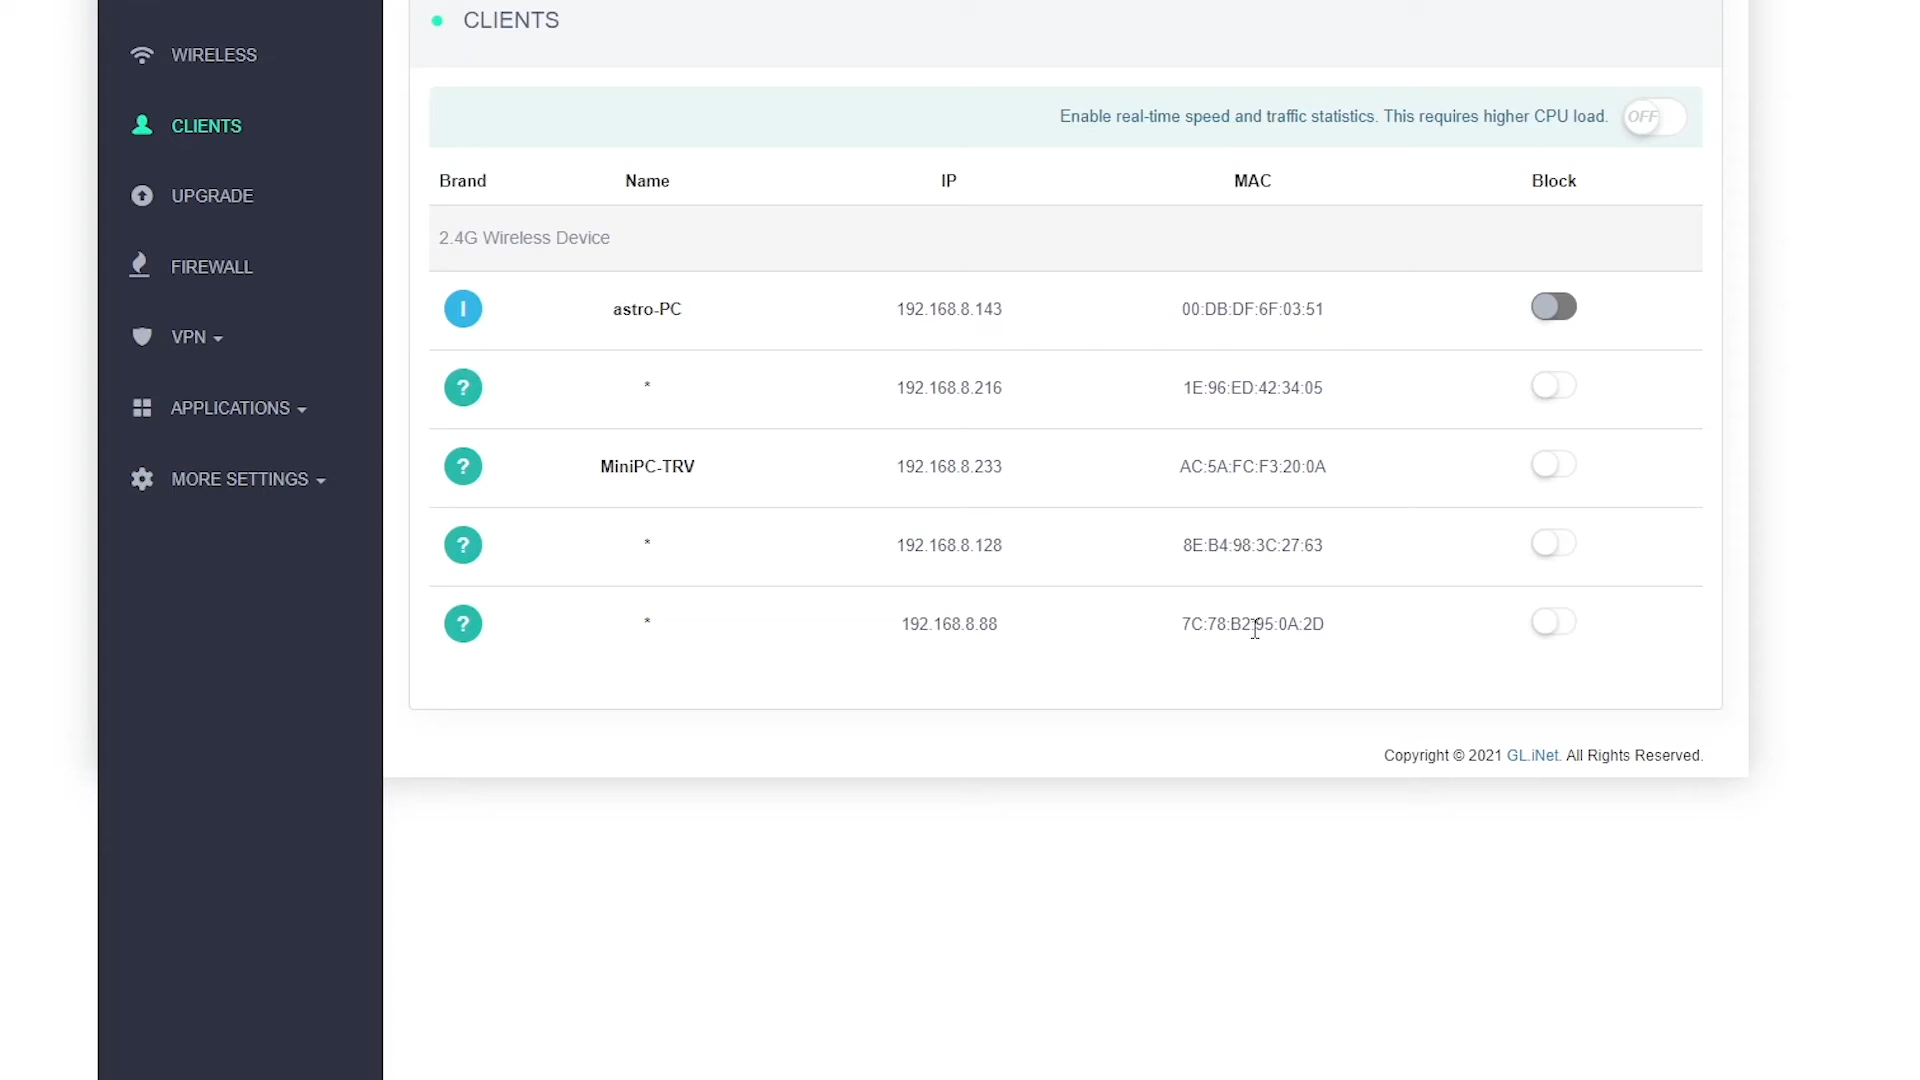 CLIENTS
WIRELESS
CLIENTS
UPGRADE
FIREWALL
VPN
APPLICATIONS
MORE SETTINGS
Enable real-time speed and traffic statistics. This requires higher CPU load. OFF
Brand Name IP MAC Block
2.4G Wireless Device
I astro-PC 192.168.8.143 00:DB:DF:6F:03:51
? * 192.168.8.216 1E:96:ED:42:34:05
? MiniPC-TRV 192.168.8.233 AC:5A:FC:F3:20:0A
? * 192.168.8.128 8E:B4:98:3C:27:63
? * 192.168.8.88 7C:78:B2:95:0A:2D
Copyright © 2021 GL.iNet. All Rights Reserved.